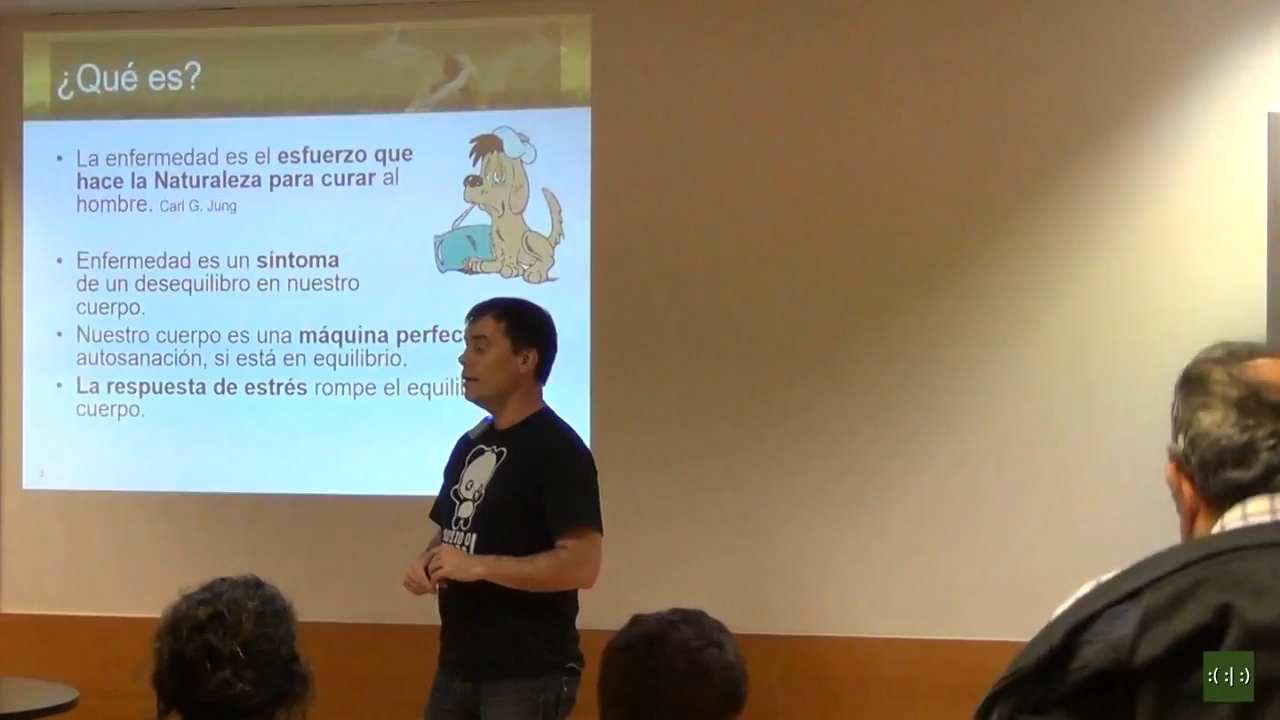 ¿Qué es?
• La enfermedad es el esfuerzo que
hace la Naturaleza para curar al
hombre. Carl G. Jung
• Enfermedad es un síntoma
de un desequilibro en nuestro
cuerpo.
• Nuestro cuerpo es una máquina perfec
autosanación, si está en equilibrio.
• La respuesta de estrés rompe el equili
cuerpo.
3
:( :| :)